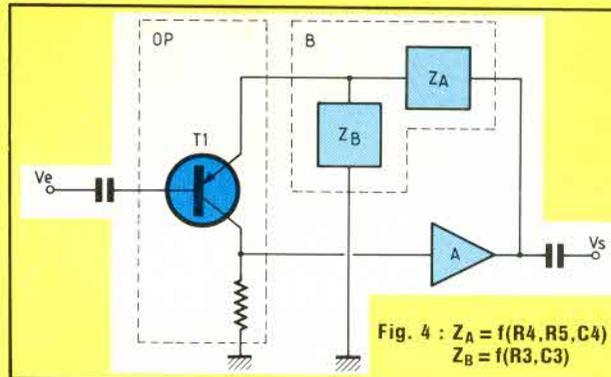 OP
B
ZA
T1
ZB
Ve
A
Vs
Fig. 4 : ZA = f(R4,R5,C4)
ZB = f(R3,C3)